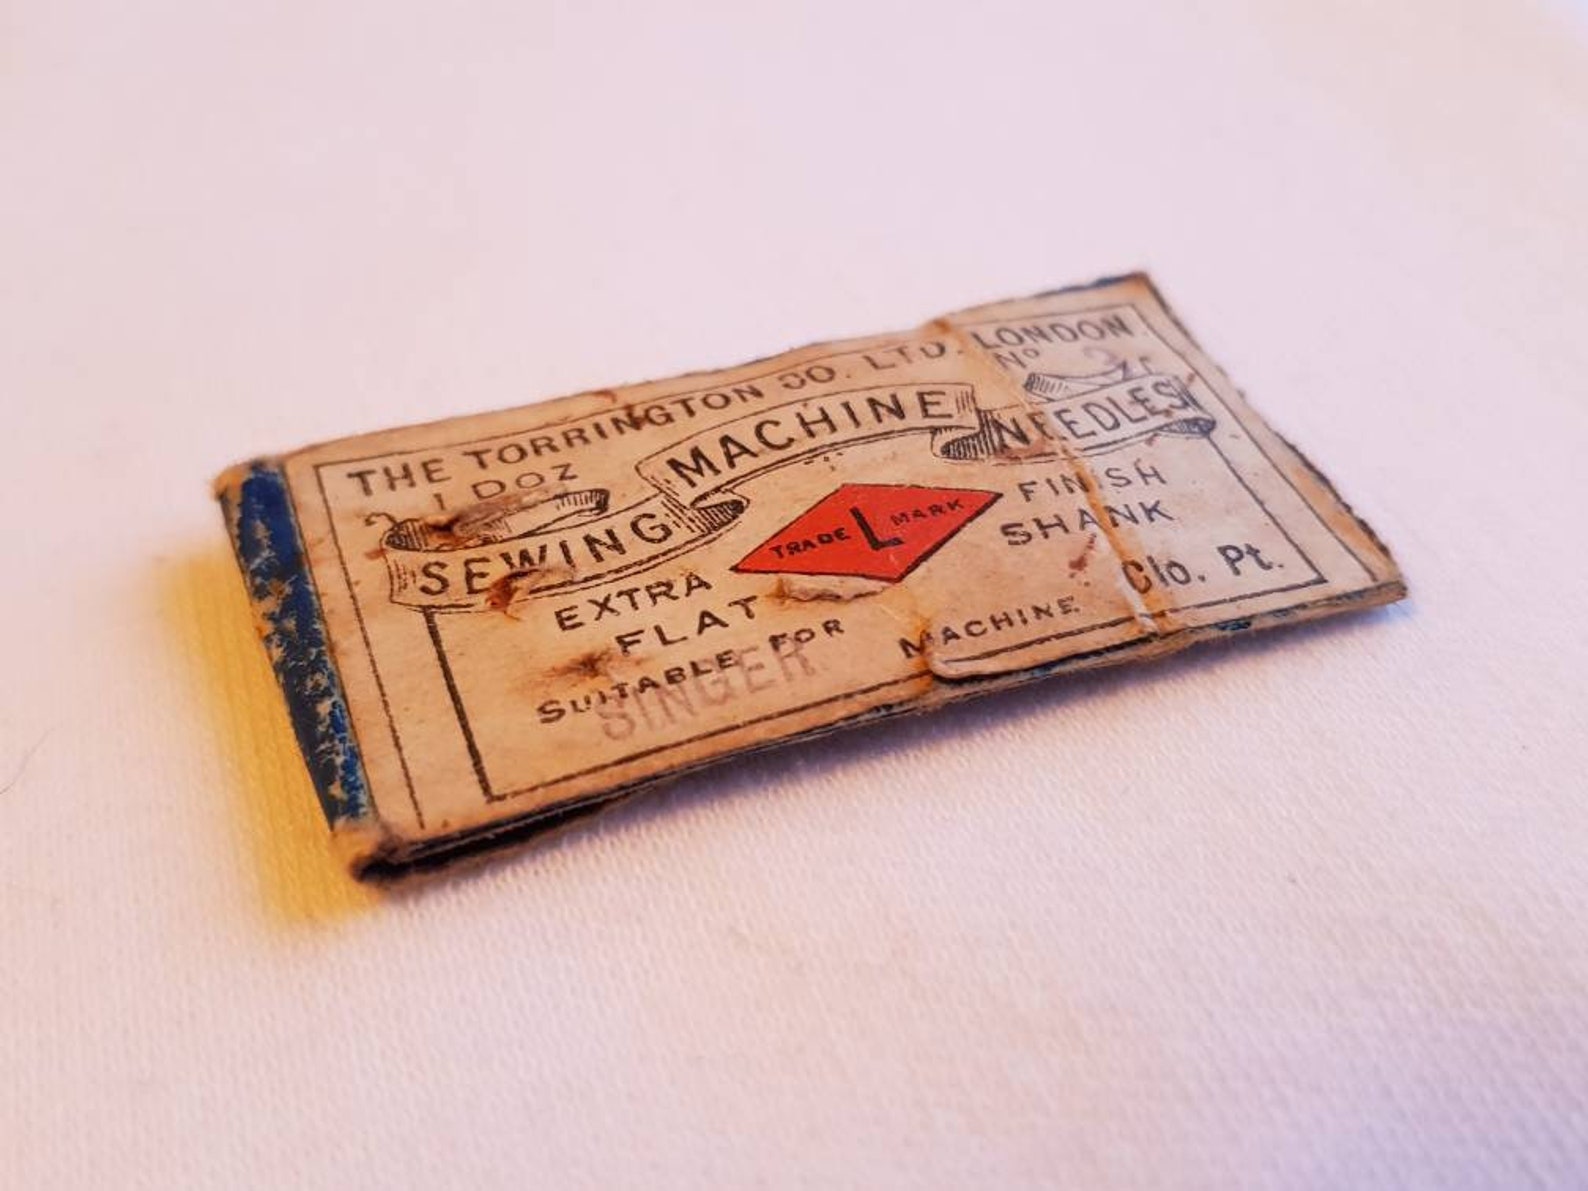 THE TORRINGTON CO. LTD. LONDON
1 DOZ Nº
SEWING MACHINE NEEDLES
TRADE L MARK
EXTRA FINISH
FLAT SHANK
Clo. Pt.
SUITABLE FOR MACHINE
SINGER